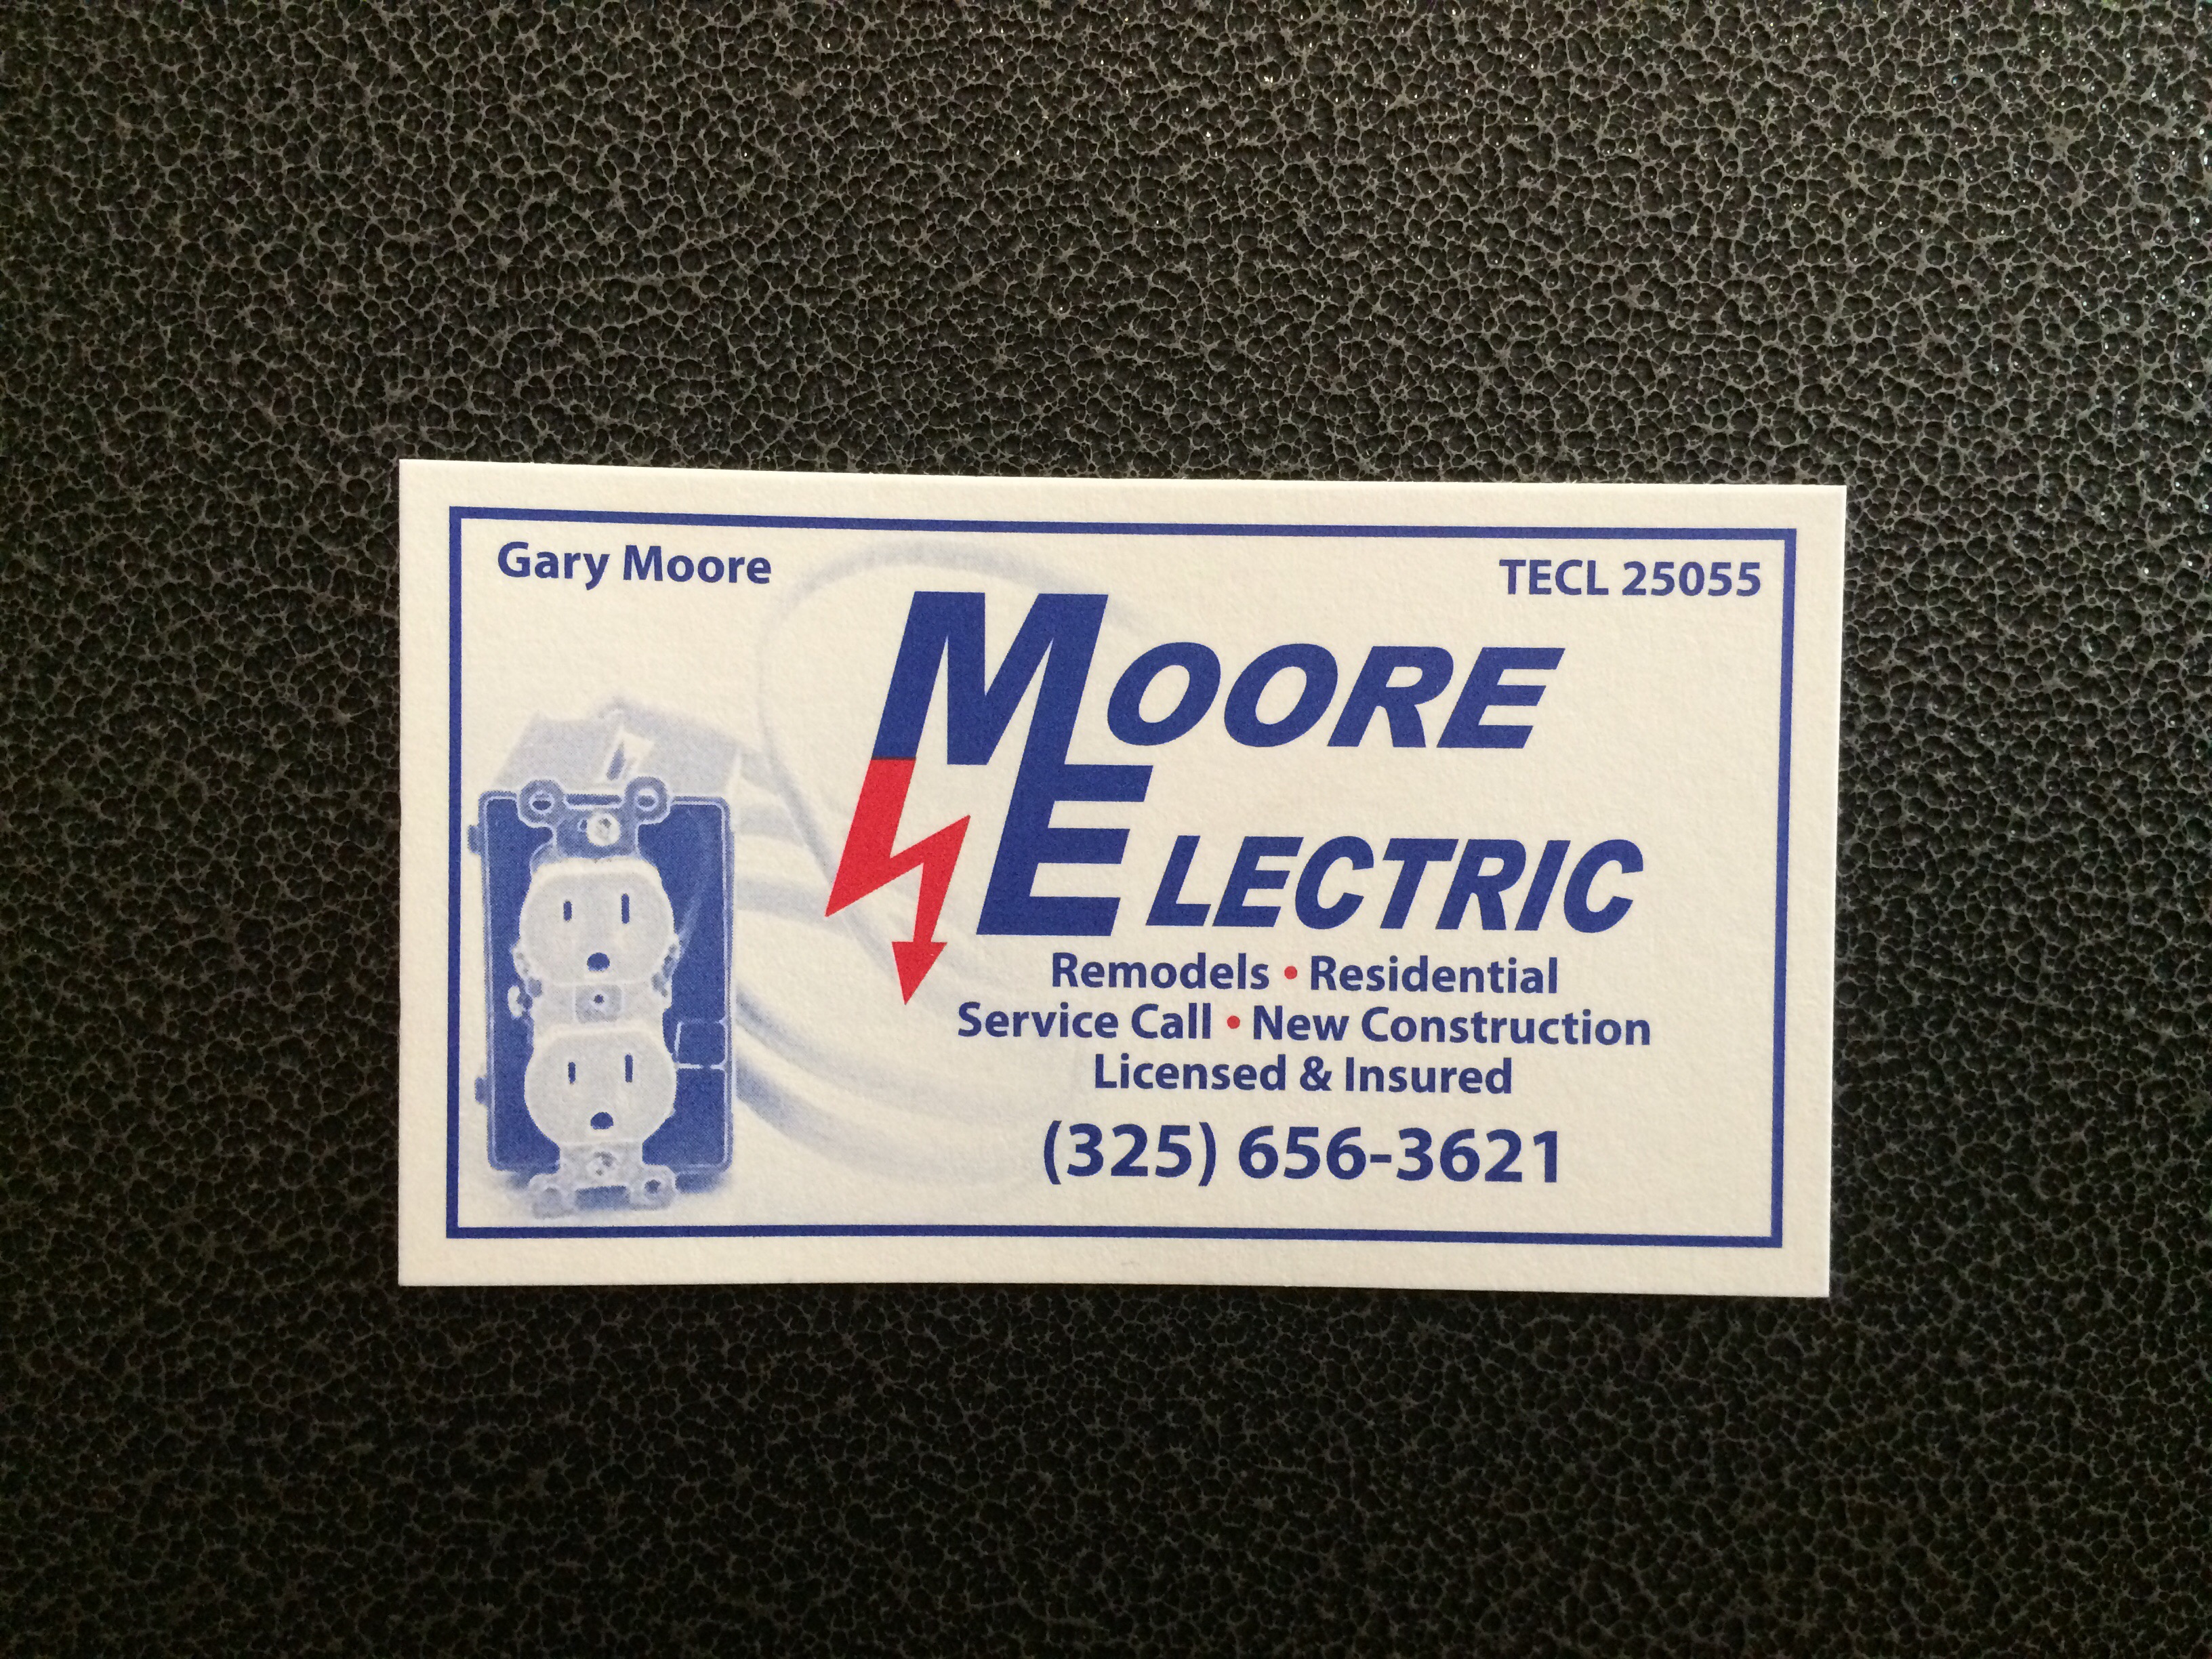 Gary Moore
TECL 25055
MOORE
ELECTRIC
Remodels • Residential
Service Call • New Construction
Licensed & Insured
(325) 656-3621